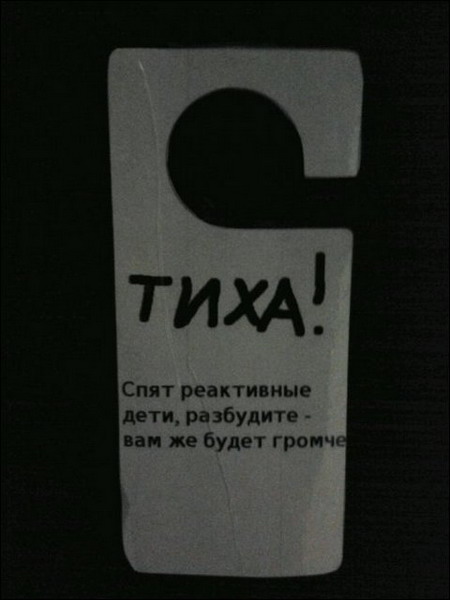 ТИХА!
Спят реактивные
дети, разбудите -
вам же будет громче